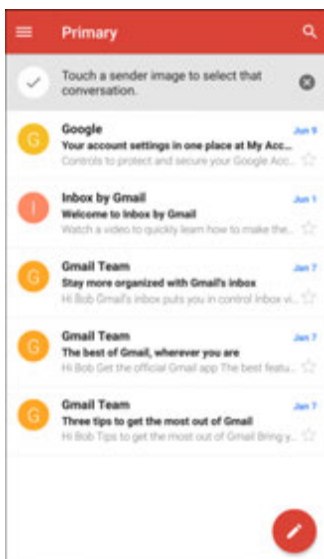 Primary
Touch a sender image to select that
conversation.
G
Google
Jun 9
Your account settings in one place at My Acc...
Controls to protect and secure your Google Acc...
I
Inbox by Gmail
Jun 1
Welcome to Inbox by Gmail
Watch a video to quickly learn how to make the...
G
Gmail Team
Jan 7
Stay more organized with Gmail's inbox
Hi Bob Gmail's inbox puts you in control Inbox vi...
G
Gmail Team
Jan 7
The best of Gmail, wherever you are
Hi Bob Get the official Gmail app The best featu...
G
Gmail Team
Jan 7
Three tips to get the most out of Gmail
Hi Bob Tips to get the most out of Gmail Bring y...